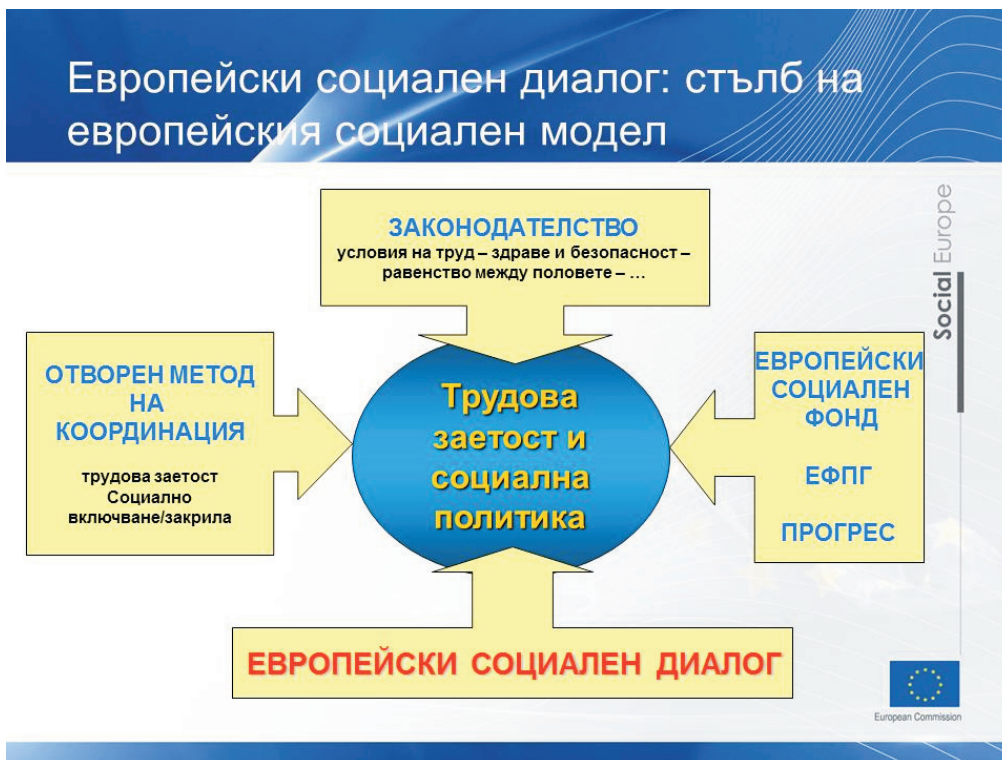 Европейски социален диалог: стълб на
европейския социален модел
ЗАКОНОДАТЕЛСТВО
условия на труд – здраве и безопасност –
равенство между половете – …
ОТВОРЕН МЕТОД
НА
КООРДИНАЦИЯ
трудова заетост
Социално
включване/закрила
Трудова
заетост и
социална
политика
ЕВРОПЕЙСКИ
СОЦИАЛЕН
ФОНД
ЕФПГ
ПРОГРЕС
ЕВРОПЕЙСКИ СОЦИАЛЕН ДИАЛОГ
Social Europe
European Commission